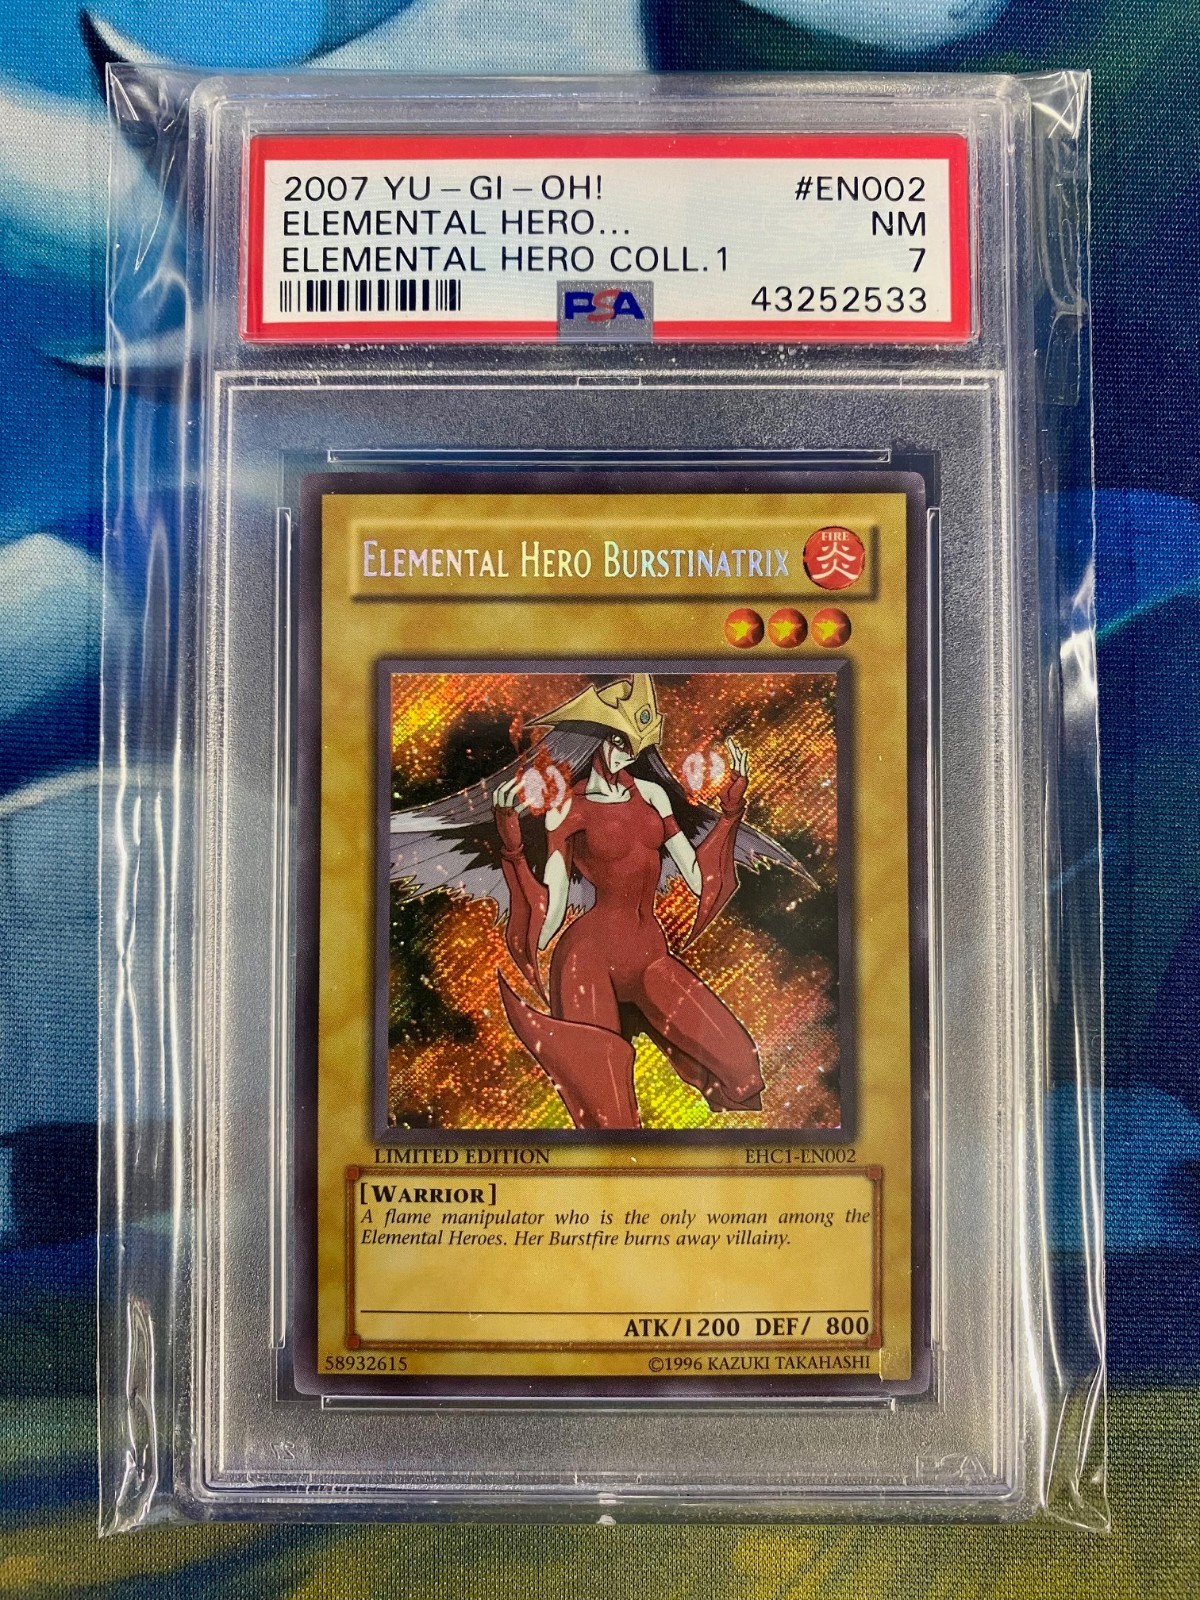 2007 YU-GI-OH! #EN002
ELEMENTAL HERO... NM
ELEMENTAL HERO COLL.1 7
PSA 43252533
ELEMENTAL HERO BURSTINATRIX
FIRE
炎
LIMITED EDITION EHC1-EN002
[WARRIOR]
A flame manipulator who is the only woman among the
Elemental Heroes. Her Burstfire burns away villainy.
ATK/1200 DEF/ 800
58932615 ©1996 KAZUKI TAKAHASHI
PSA